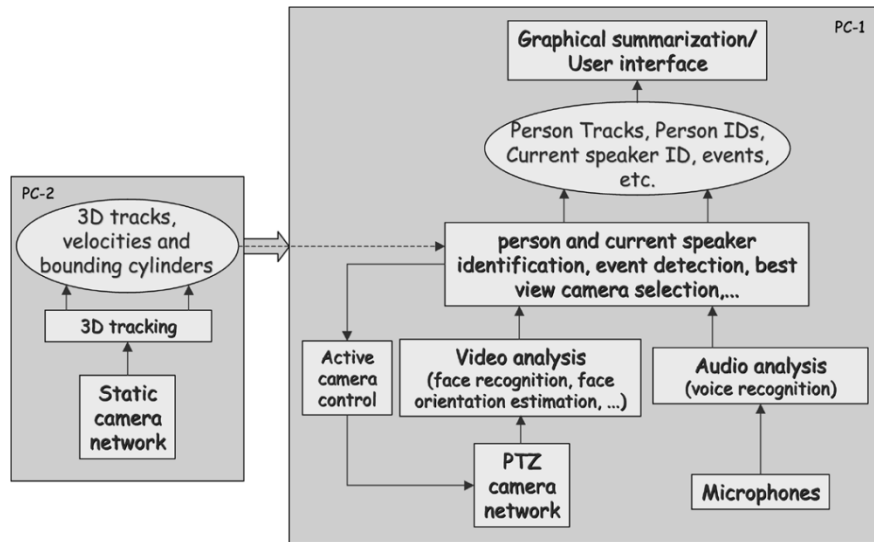 PC-1
Graphical summarization/
User interface
Person Tracks, Person IDs,
Current speaker ID, events,
etc.
PC-2
3D tracks,
velocities and
bounding cylinders
person and current speaker
identification, event detection, best
view camera selection,...
3D tracking
Active
camera
control
Video analysis
(face recognition, face
orientation estimation, ...)
Audio analysis
(voice recognition)
Static
camera
network
PTZ
camera
network
Microphones